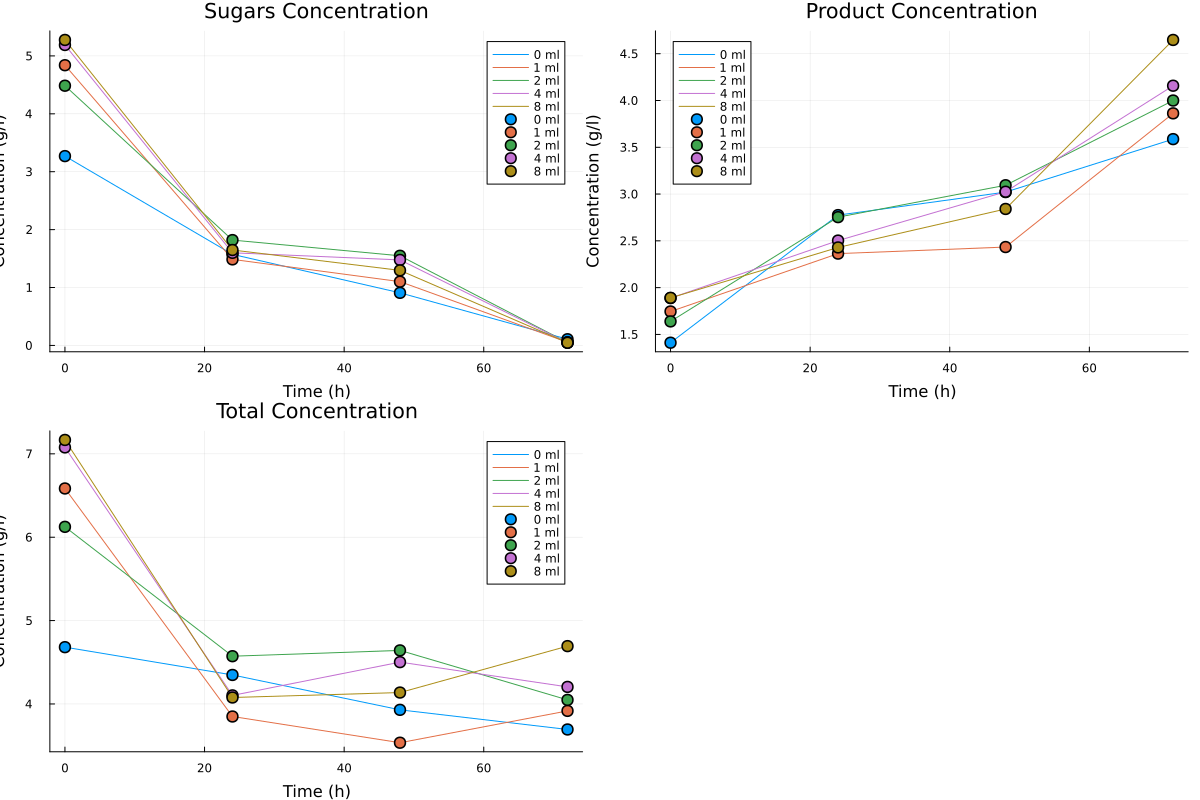 Sugars Concentration
5
4
3
2
1
0
0 20 40 60
Time (h)
0 ml
1 ml
2 ml
4 ml
8 ml
0 ml
1 ml
2 ml
4 ml
8 ml
Product Concentration
Concentration (g/l)
4.5
4.0
3.5
3.0
2.5
2.0
1.5
0 20 40 60
Time (h)
0 ml
1 ml
2 ml
4 ml
8 ml
0 ml
1 ml
2 ml
4 ml
8 ml
Total Concentration
7
6
5
4
0 20 40 60
Time (h)
0 ml
1 ml
2 ml
4 ml
8 ml
0 ml
1 ml
2 ml
4 ml
8 ml